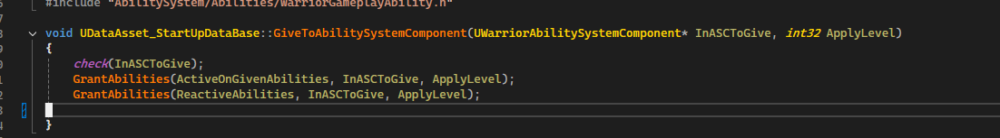 #include "AbilitySystem/Abilities/WarriorGameplayAbility.h"
void UDataAsset_StartUpDataBase::GiveToAbilitySystemComponent(UWarriorAbilitySystemComponent* InASCToGive, int32 ApplyLevel)
{
check(InASCToGive);
GrantAbilities(ActiveOnGivenAbilities, InASCToGive, ApplyLevel);
GrantAbilities(ReactiveAbilities, InASCToGive, ApplyLevel);
}